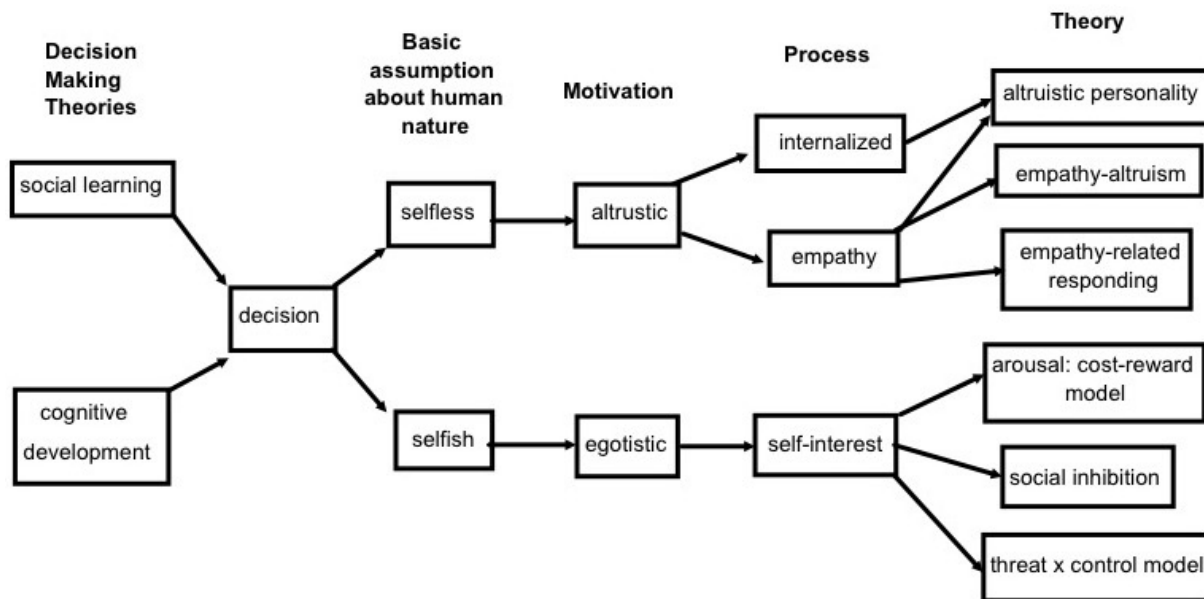 Decision
Making
Theories
Basic
assumption
about human
nature
Motivation
Process
Theory
social learning
cognitive
development
decision
selfless
selfish
altrustic
egotistic
internalized
empathy
self-interest
altruistic personality
empathy-altruism
empathy-related
responding
arousal: cost-reward
model
social inhibition
threat x control model